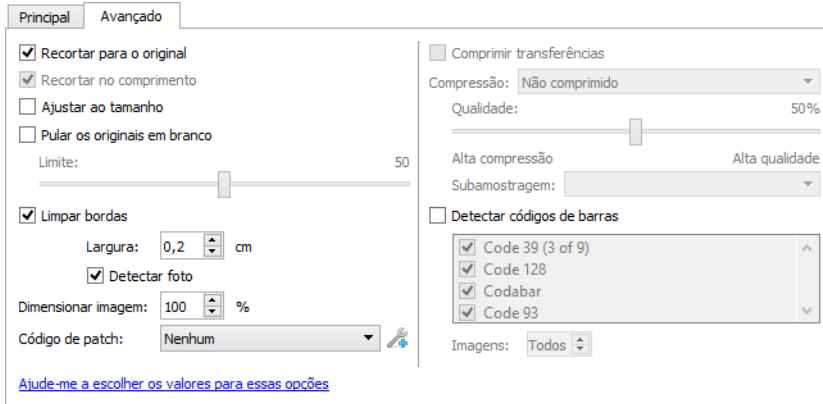 Principal
Avançado
Recortar para o original
Recortar no comprimento
Ajustar ao tamanho
Pular os originais em branco
Limite: 50
Limpar bordas
Largura: 0,2 cm
Detectar foto
Dimensionar imagem: 100 %
Código de patch: Nenhum
Ajude-me a escolher os valores para essas opções
Comprimir transferências
Compressão: Não comprimido
Qualidade: 50%
Alta compressão Alta qualidade
Subamostragem:
Detectar códigos de barras
Code 39 (3 of 9)
Code 128
Codabar
Code 93
Imagens: Todos